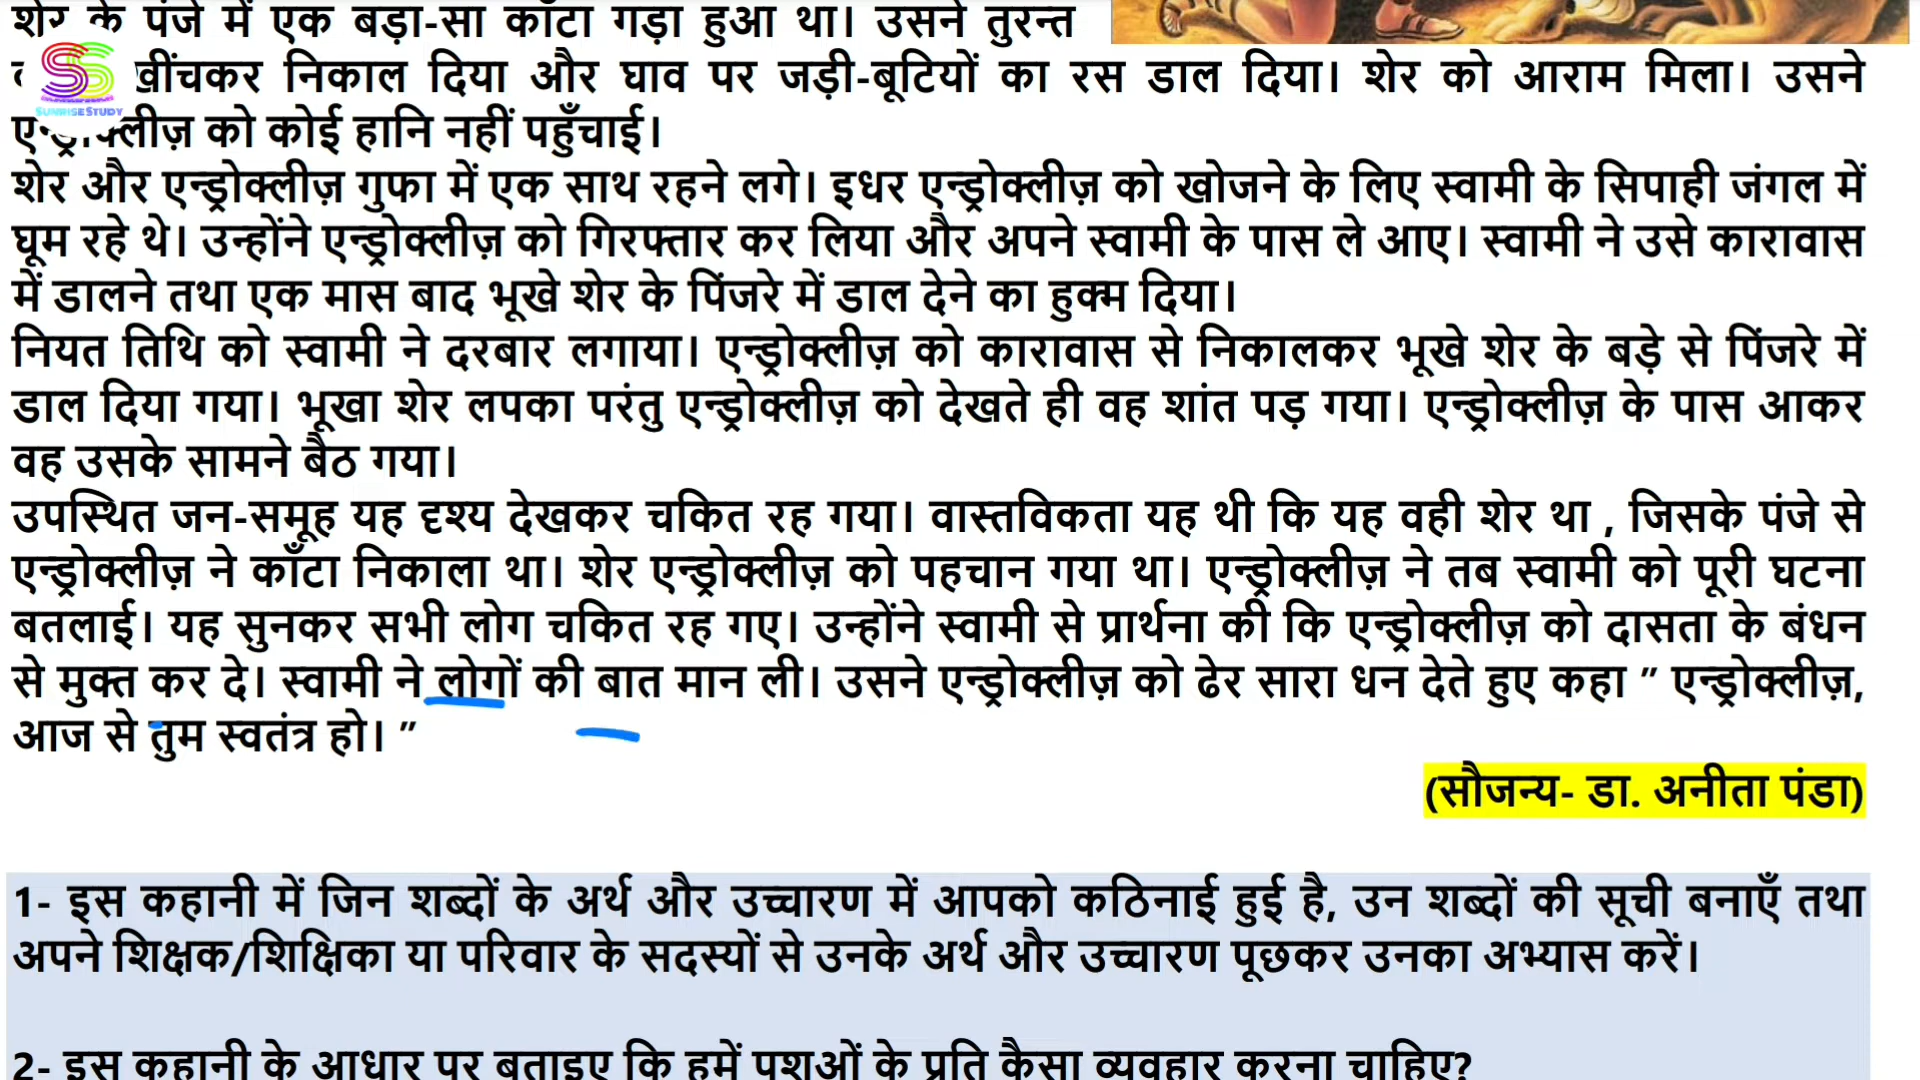 शेर के पंजे में एक बड़ा-सा काँटा गड़ा हुआ था। उसने तुरन्त
खींचकर निकाल दिया और घाव पर जड़ी-बूटियों का रस डाल दिया। शेर को आराम मिला। उसने
एन्ड्रोक्लीज़ को कोई हानि नहीं पहुँचाई।
शेर और एन्ड्रोक्लीज़ गुफा में एक साथ रहने लगे। इधर एन्ड्रोक्लीज़ को खोजने के लिए स्वामी के सिपाही जंगल में
घूम रहे थे। उन्होंने एन्ड्रोक्लीज़ को गिरफ्तार कर लिया और अपने स्वामी के पास ले आए। स्वामी ने उसे कारावास
में डालने तथा एक मास बाद भूखे शेर के पिंजरे में डाल देने का हुक्म दिया।
नियत तिथि को स्वामी ने दरबार लगाया। एन्ड्रोक्लीज़ को कारावास से निकालकर भूखे शेर के बड़े से पिंजरे में
डाल दिया गया। भूखा शेर लपका परंतु एन्ड्रोक्लीज़ को देखते ही वह शांत पड़ गया। एन्ड्रोक्लीज़ के पास आकर
वह उसके सामने बैठ गया।
उपस्थित जन-समूह यह दृश्य देखकर चकित रह गया। वास्तविकता यह थी कि यह वही शेर था , जिसके पंजे से
एन्ड्रोक्लीज़ ने काँटा निकाला था। शेर एन्ड्रोक्लीज़ को पहचान गया था। एन्ड्रोक्लीज़ ने तब स्वामी को पूरी घटना
बतलाई। यह सुनकर सभी लोग चकित रह गए। उन्होंने स्वामी से प्रार्थना की कि एन्ड्रोक्लीज़ को दासता के बंधन
से मुक्त कर दे। स्वामी ने लोगों की बात मान ली। उसने एन्ड्रोक्लीज़ को ढेर सारा धन देते हुए कहा " एन्ड्रोक्लीज़,
आज से तुम स्वतंत्र हो। "
(सौजन्य- डा. अनीता पंडा)
1- इस कहानी में जिन शब्दों के अर्थ और उच्चारण में आपको कठिनाई हुई है, उन शब्दों की सूची बनाएँ तथा
अपने शिक्षक/शिक्षिका या परिवार के सदस्यों से उनके अर्थ और उच्चारण पूछकर उनका अभ्यास करें।
2- इस कहानी के आधार पर बताइए कि हमें पशुओं के प्रति कैसा व्यवहार करना चाहिए?
SS
SUNRISE STUDY